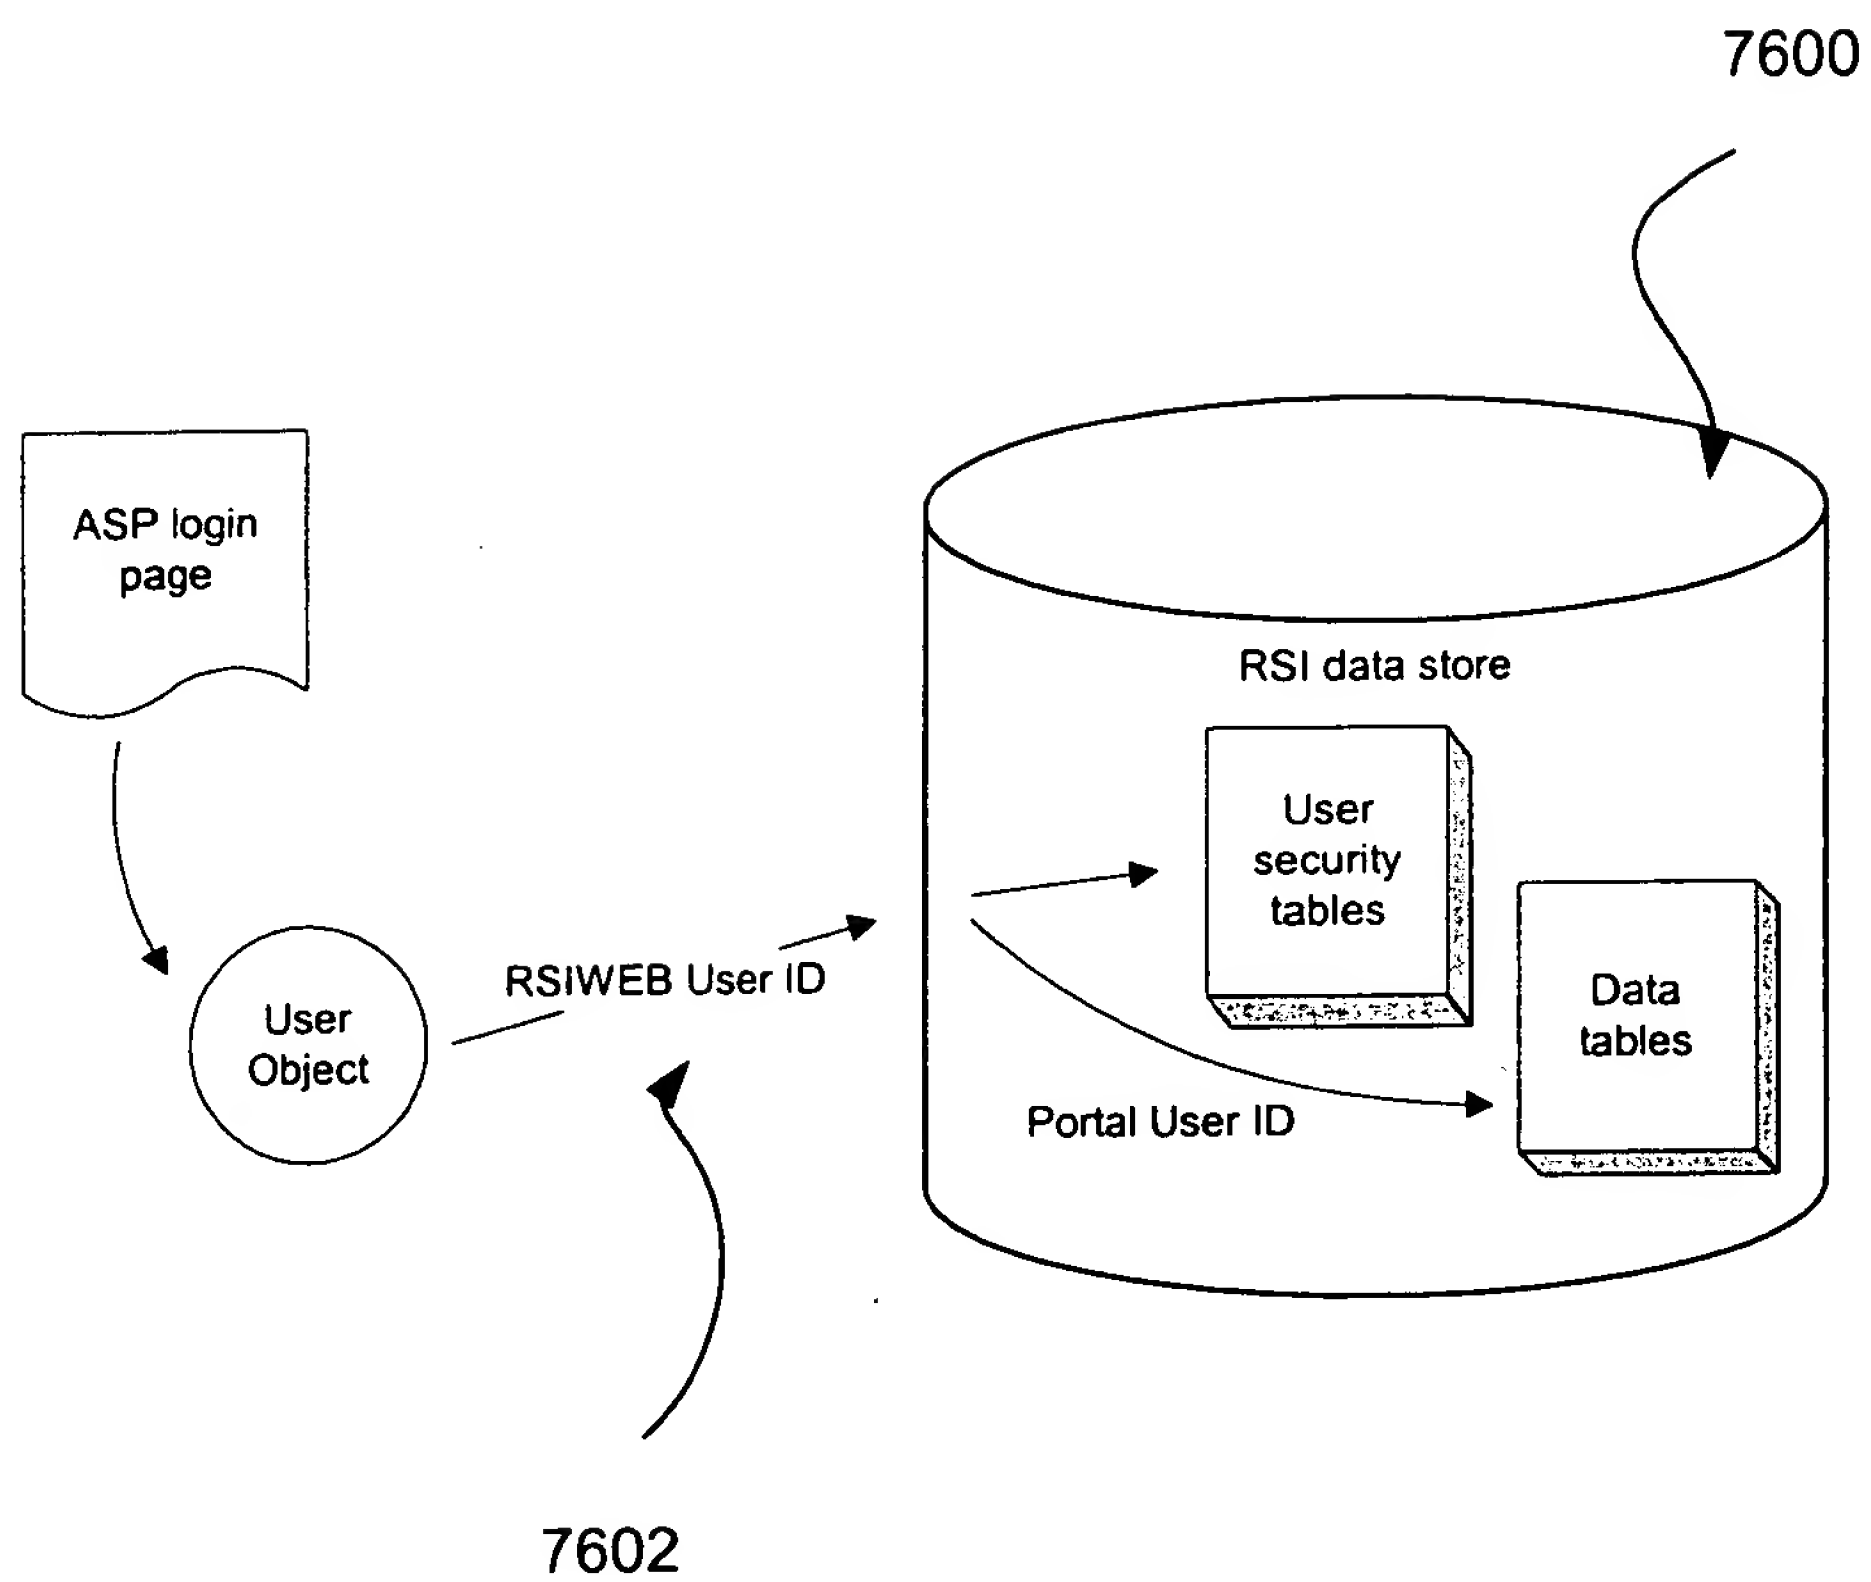 7600
ASP login
page
RSI data store
User
security
tables
Data
tables
RSIWEB User ID
User
Object
Portal User ID
7602